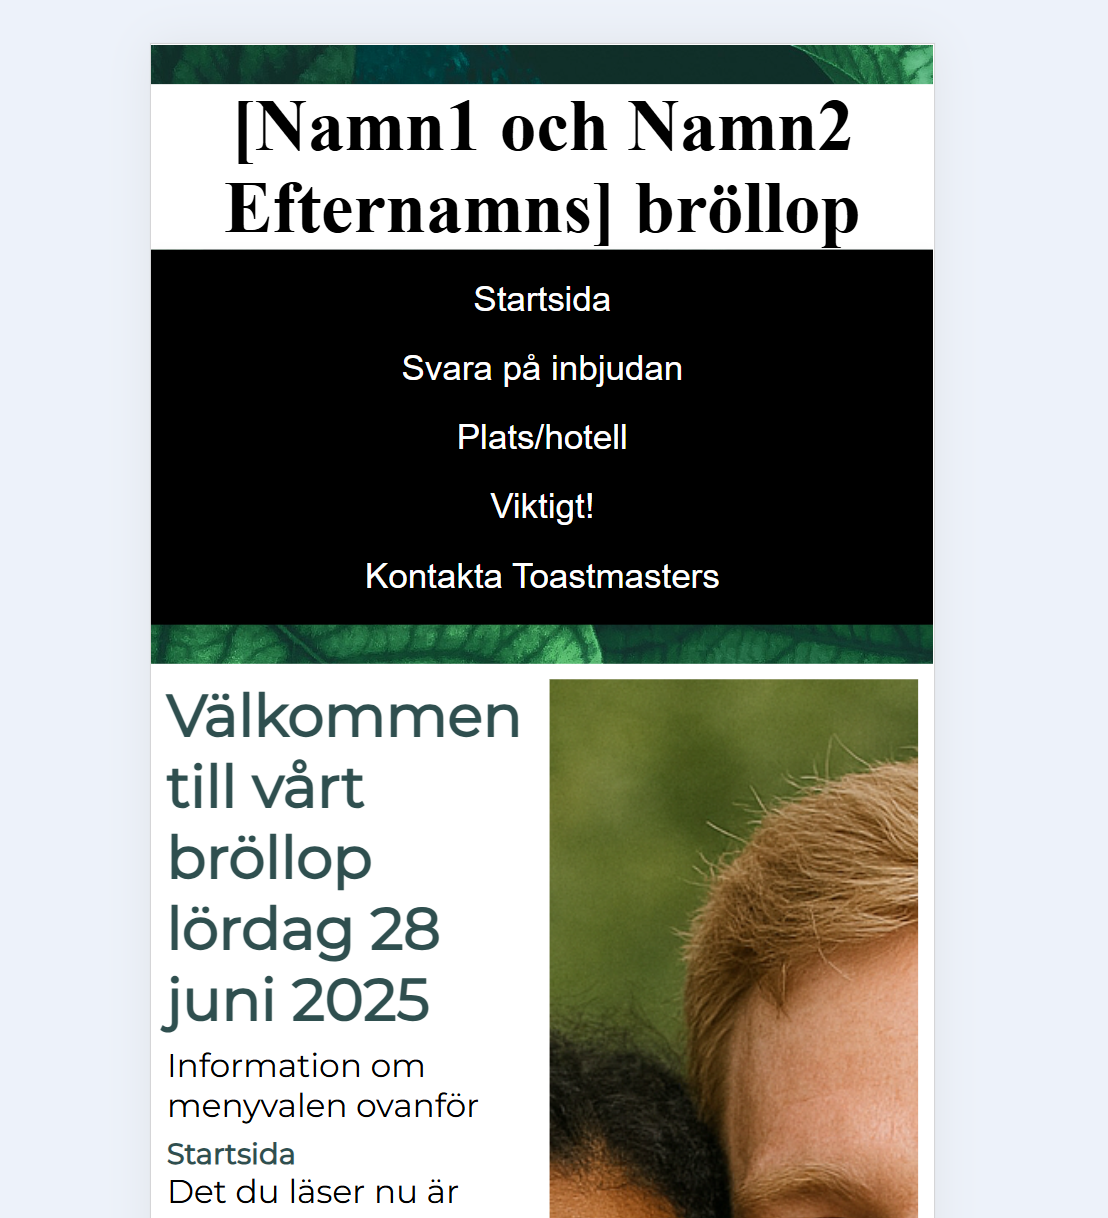 [Namn1 och Namn2
Efternamns] bröllop
Startsida
Svara på inbjudan
Plats/hotell
Viktigt!
Kontakta Toastmasters
Välkommen
till vårt
bröllop
lördag 28
juni 2025
Information om
menyvalen ovanför
Startsida
Det du läser nu är